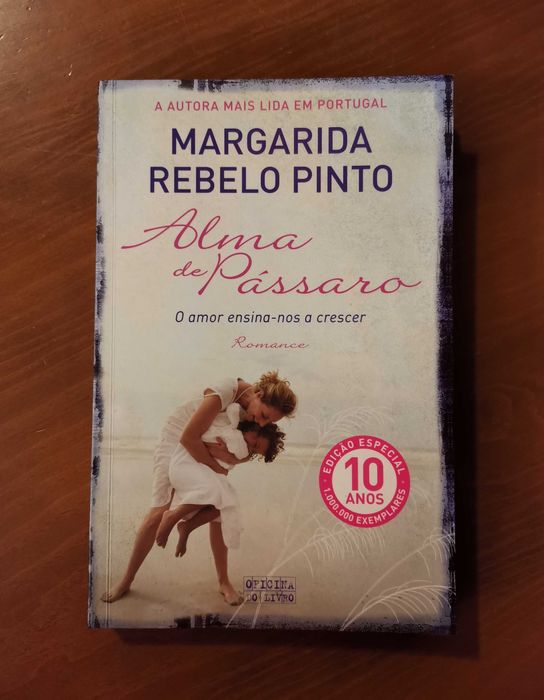 A AUTORA MAIS LIDA EM PORTUGAL
MARGARIDA
REBELO PINTO
Alma
de Pássaro
O amor ensina-nos a crescer
Romance
EDIÇÃO ESPECIAL
10
ANOS
1.000.000 EXEMPLARES
OFICINA
DO LIVRO